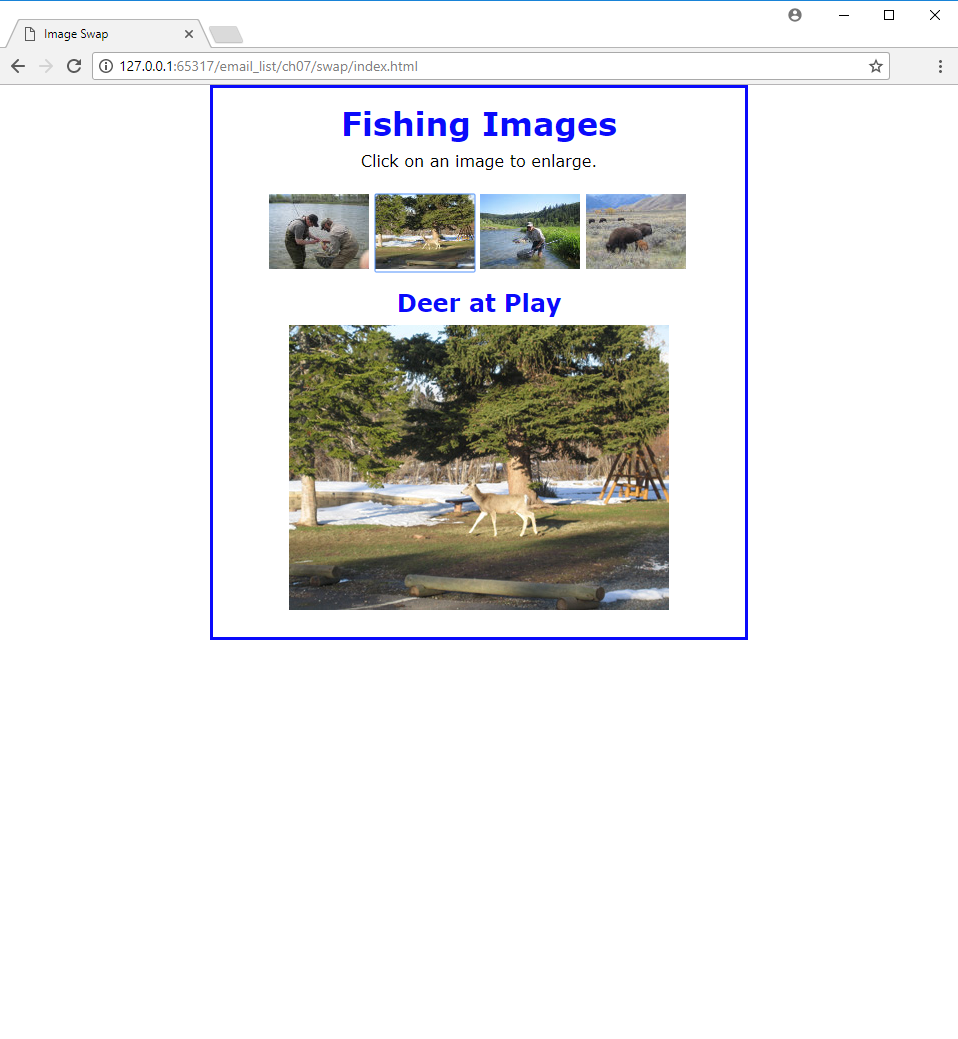 Image Swap
127.0.0.1:65317/email_list/ch07/swap/index.html
Fishing Images
Click on an image to enlarge.
Deer at Play